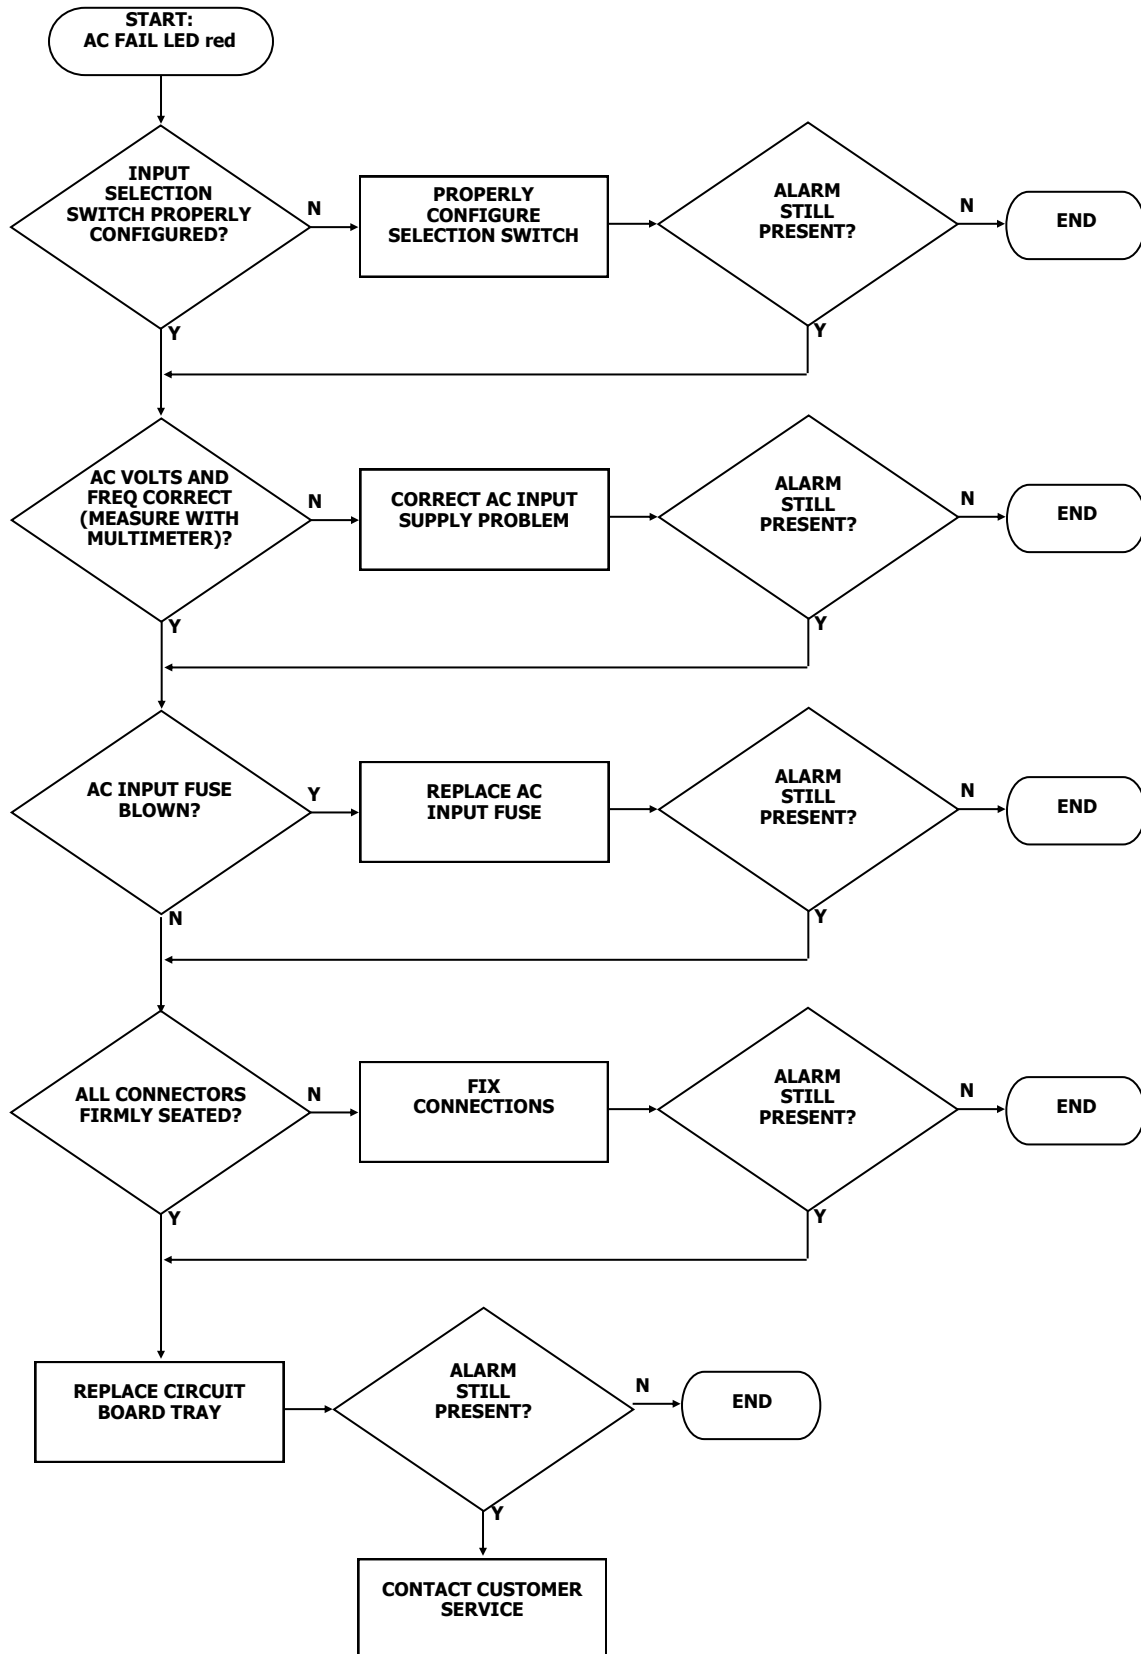 START:
AC FAIL LED red
INPUT
SELECTION
SWITCH PROPERLY
CONFIGURED?
N
PROPERLY
CONFIGURE
SELECTION SWITCH
ALARM
STILL
PRESENT?
N
END
Y
Y
AC VOLTS AND
FREQ CORRECT
(MEASURE WITH
MULTIMETER)?
N
CORRECT AC INPUT
SUPPLY PROBLEM
ALARM
STILL
PRESENT?
N
END
Y
Y
AC INPUT FUSE
BLOWN?
Y
REPLACE AC
INPUT FUSE
ALARM
STILL
PRESENT?
N
END
N
Y
ALL CONNECTORS
FIRMLY SEATED?
N
FIX
CONNECTIONS
ALARM
STILL
PRESENT?
N
END
Y
Y
REPLACE CIRCUIT
BOARD TRAY
ALARM
STILL
PRESENT?
N
END
Y
CONTACT CUSTOMER
SERVICE